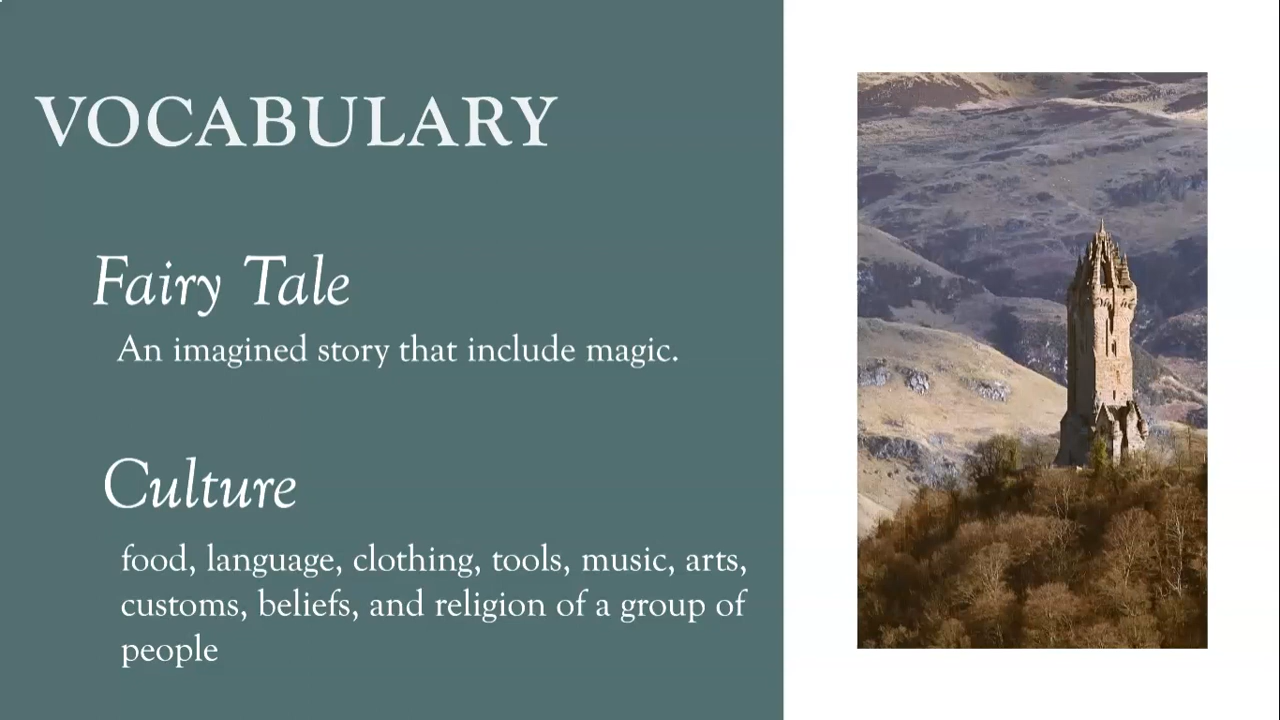 VOCABULARY
Fairy Tale
An imagined story that include magic.
Culture
food, language, clothing, tools, music, arts,
customs, beliefs, and religion of a group of
people